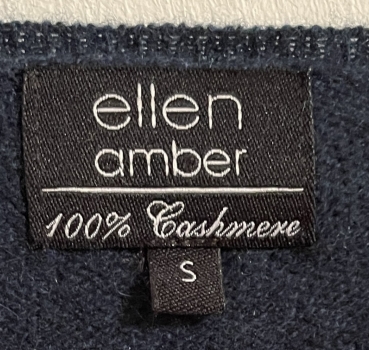 ellen
amber
100% Cashmere
S